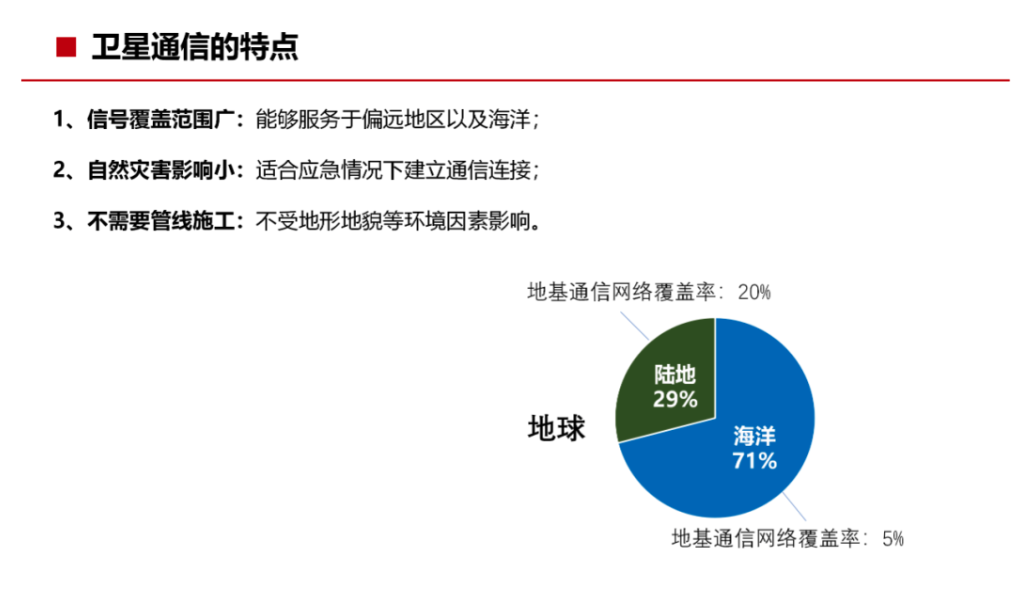 卫星通信的特点
1、信号覆盖范围广：能够服务于偏远地区以及海洋；
2、自然灾害影响小：适合应急情况下建立通信连接；
3、不需要管线施工：不受地形地貌等环境因素影响。
地基通信网络覆盖率：20%
陆地
29%
地球
海洋
71%
地基通信网络覆盖率：5%